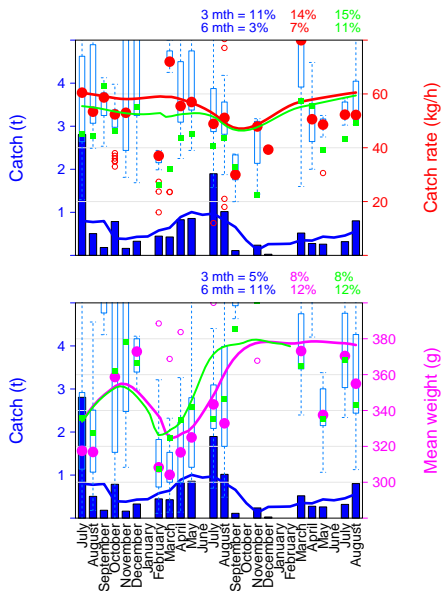 3 mth = 11% 14% 15%
6 mth = 3% 7% 11%
Catch (t)
1
2
3
4
20
40
60
Catch rate (kg/h)
3 mth = 5% 8% 8%
6 mth = 11% 12% 12%
Catch (t)
1
2
3
4
300
320
340
360
380
Mean weight (g)
July
August
September
October
November
December
January
February
March
April
May
June
July
August
September
October
November
December
January
February
March
April
May
June
July
August